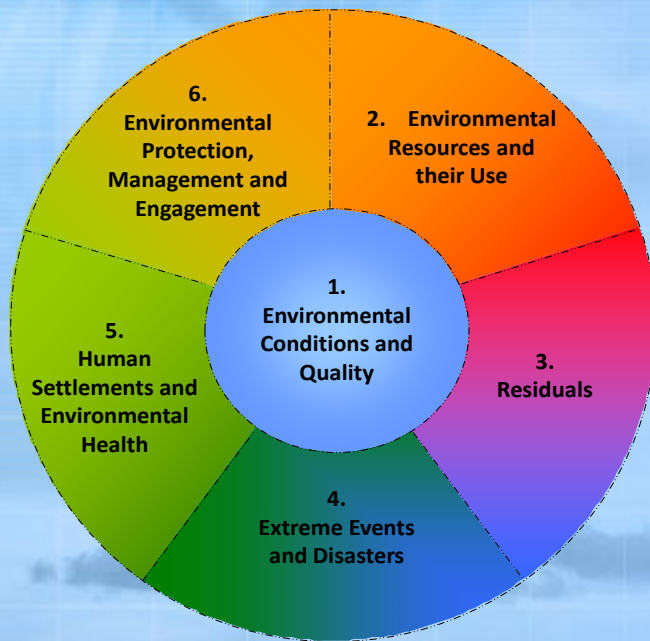 1.
Environmental
Conditions and
Quality
2. Environmental
Resources and
their Use
3.
Residuals
4.
Extreme Events
and Disasters
5.
Human
Settlements and
Environmental
Health
6.
Environmental
Protection,
Management and
Engagement